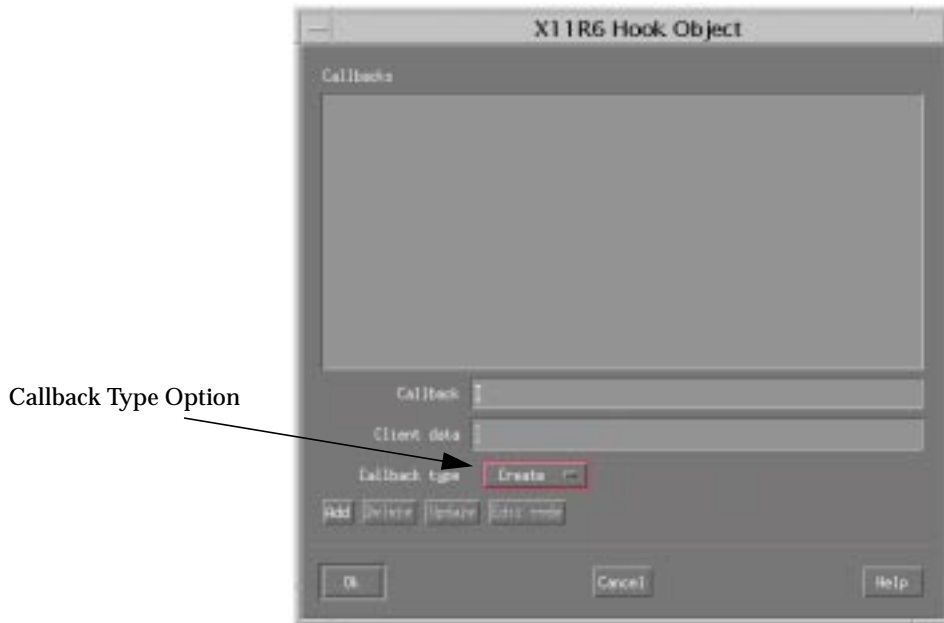 X11R6 Hook Object
Callbacks
Callback
Callback Type Option
Client data
Callback type Create
Add Delete Update Edit code
Ok Cancel Help